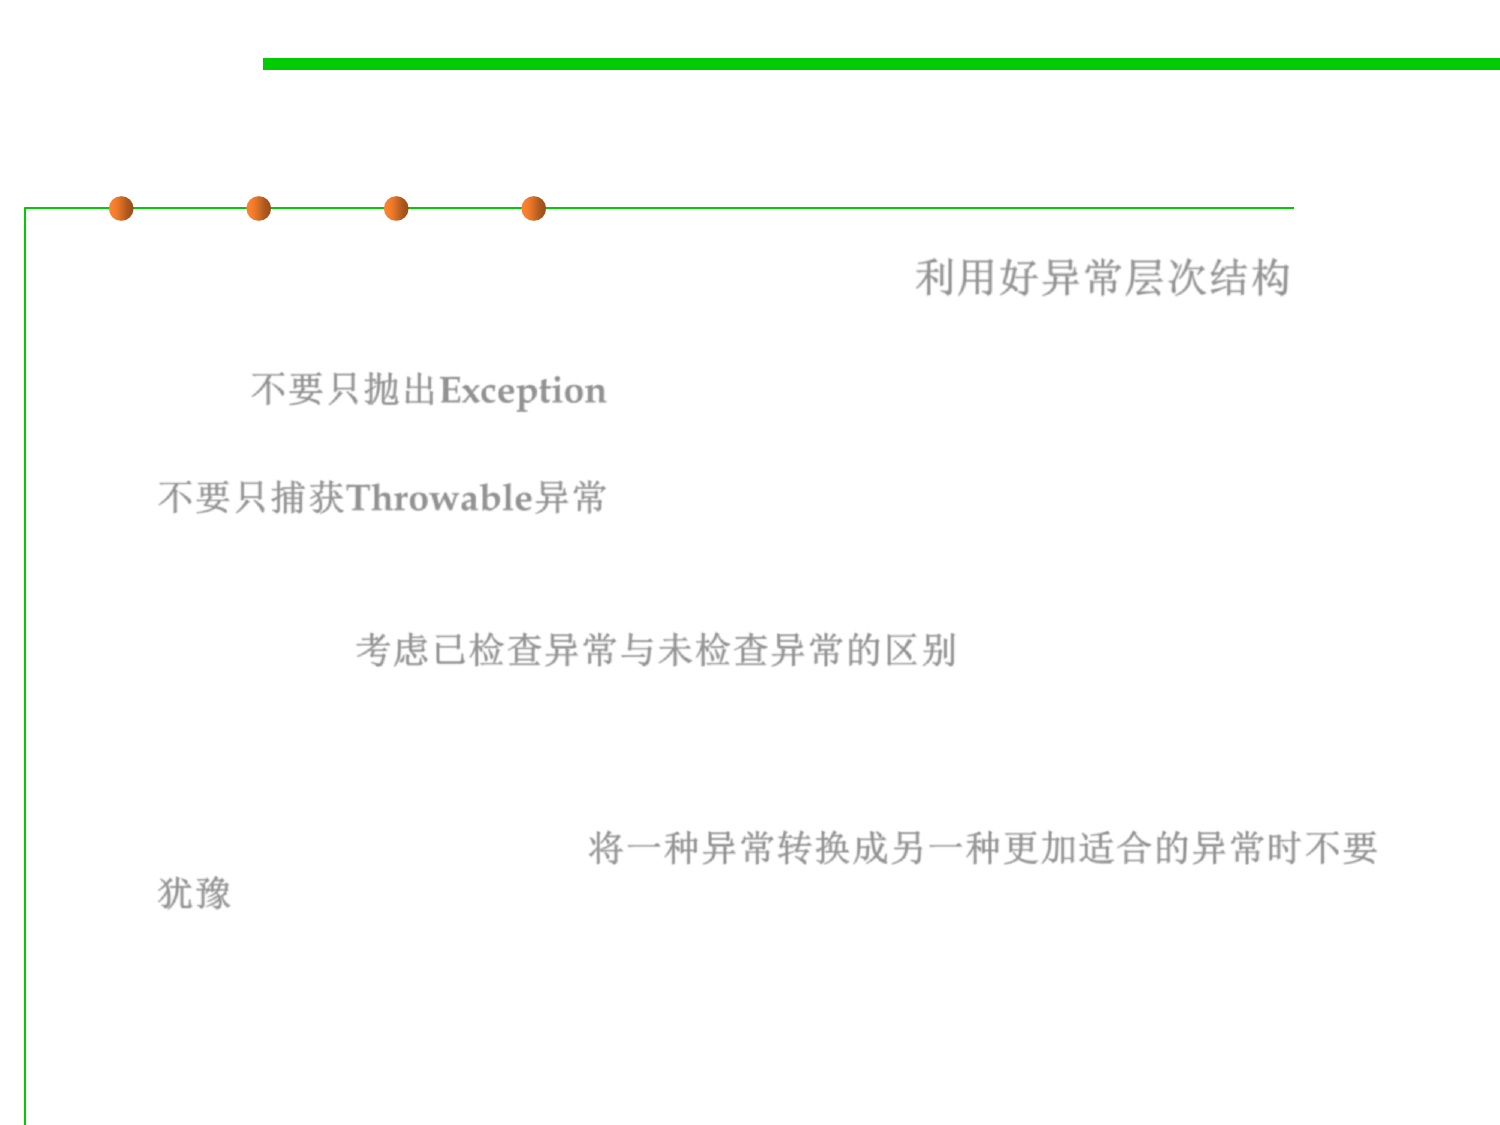 利用好异常层次结构
不要只抛出Exception
不要只捕获Throwable异常
考虑已检查异常与未检查异常的区别
将一种异常转换成另一种更加适合的异常时不要
犹豫